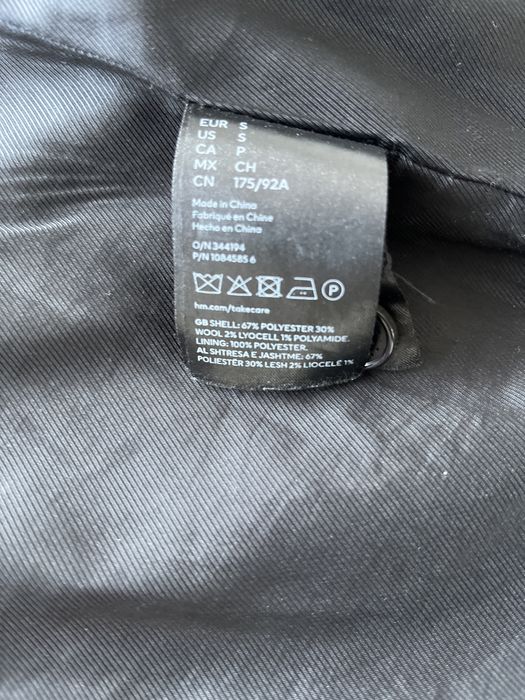 EUR S
US S
CA P
MX CH
CN 175/92A
Made in China
Fabriqué en Chine
Hecho en China
O/N 344194
P/N 1084585 6
P
hm.com/takecare
GB SHELL: 67% POLYESTER 30%
WOOL 2% LYOCELL 1% POLYAMIDE.
LINING: 100% POLYESTER.
AL SHTRESA E JASHTME: 67%
POLIESTËR 30% LESH 2% LIOCELË 1%